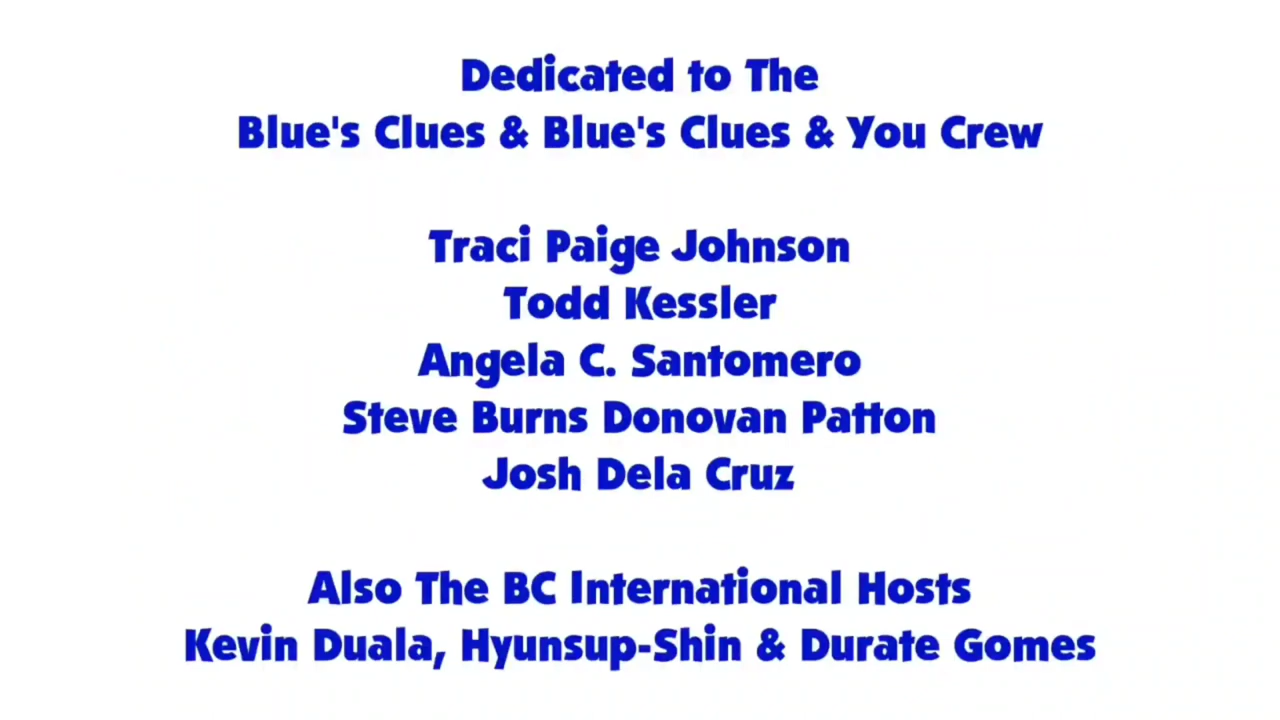 Dedicated to The
Blue's Clues & Blue's Clues & You Crew
Traci Paige Johnson
Todd Kessler
Angela C. Santomero
Steve Burns Donovan Patton
Josh Dela Cruz
Also The BC International Hosts
Kevin Duala, Hyunsup-Shin & Durate Gomes